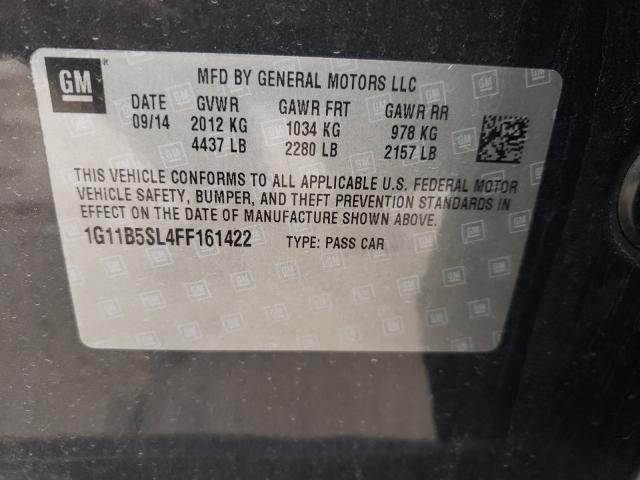 GM
MFD BY GENERAL MOTORS LLC
DATE GVWR GAWR FRT GAWR RR
09/14 2012 KG 1034 KG 978 KG
4437 LB 2280 LB 2157 LB
THIS VEHICLE CONFORMS TO ALL APPLICABLE U.S. FEDERAL MOTOR
VEHICLE SAFETY, BUMPER, AND THEFT PREVENTION STANDARDS IN
EFFECT ON THE DATE OF MANUFACTURE SHOWN ABOVE.
1G11B5SL4FF161422 TYPE: PASS CAR